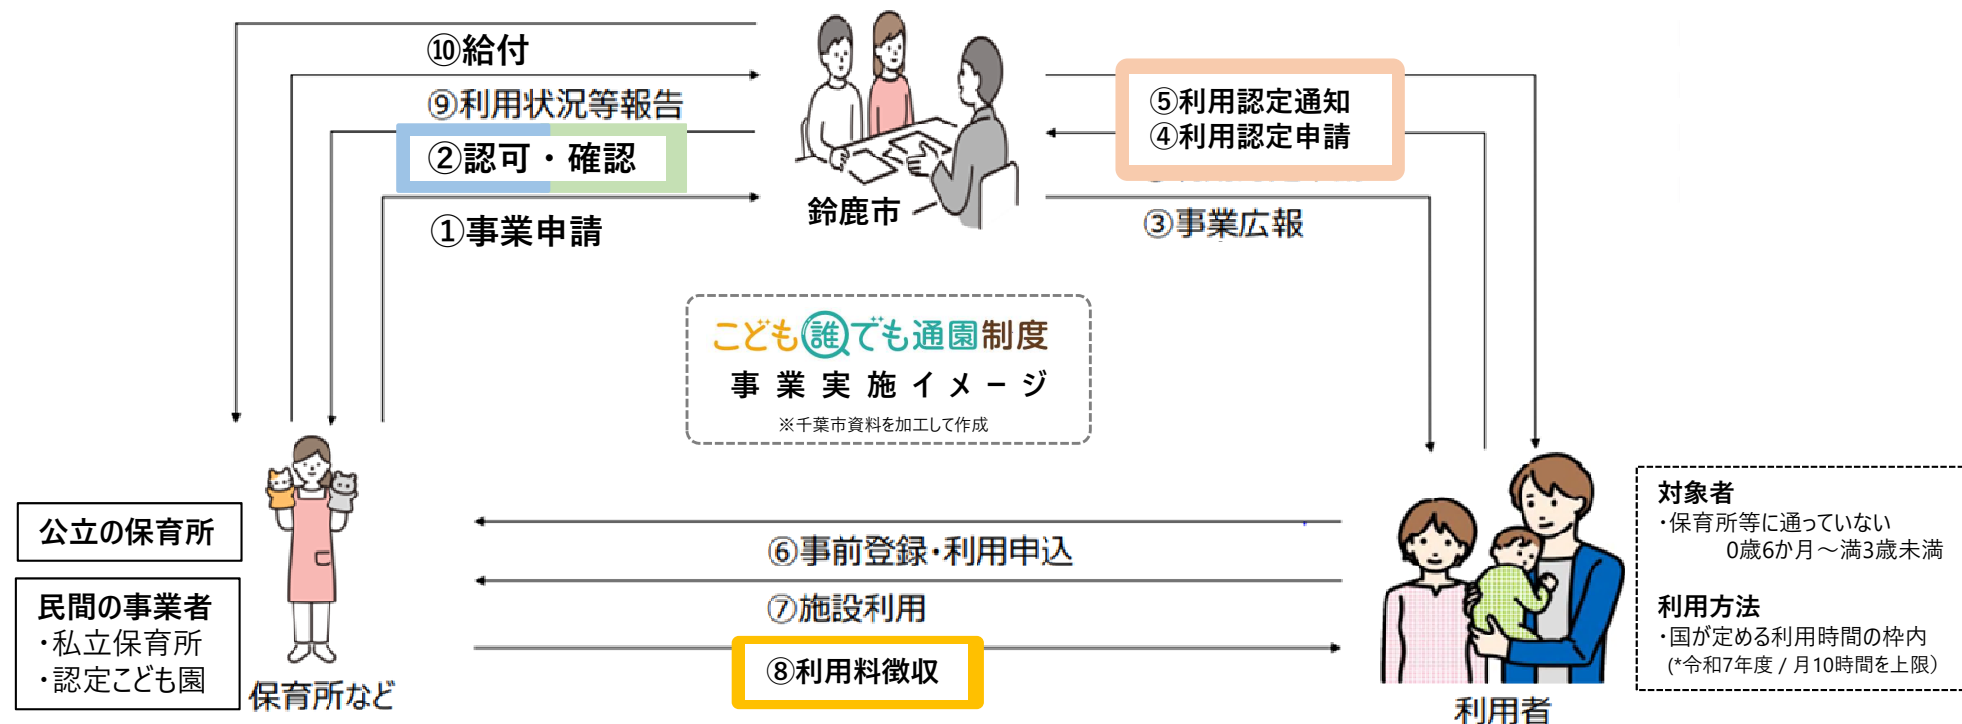 ⑩給付
⑨利用状況等報告
②認可・確認
①事業申請
鈴鹿市
⑤利用認定通知
④利用認定申請
③事業広報
こども誰でも通園制度
事業実施イメージ
※千葉市資料を加工して作成
公立の保育所
民間の事業者
・私立保育所
・認定こども園
保育所など
⑥事前登録・利用申込
⑦施設利用
⑧利用料徴収
利用者
対象者
・保育所等に通っていない
0歳6か月～満3歳未満
利用方法
・国が定める利用時間の枠内
(*令和7年度 / 月10時間を上限）